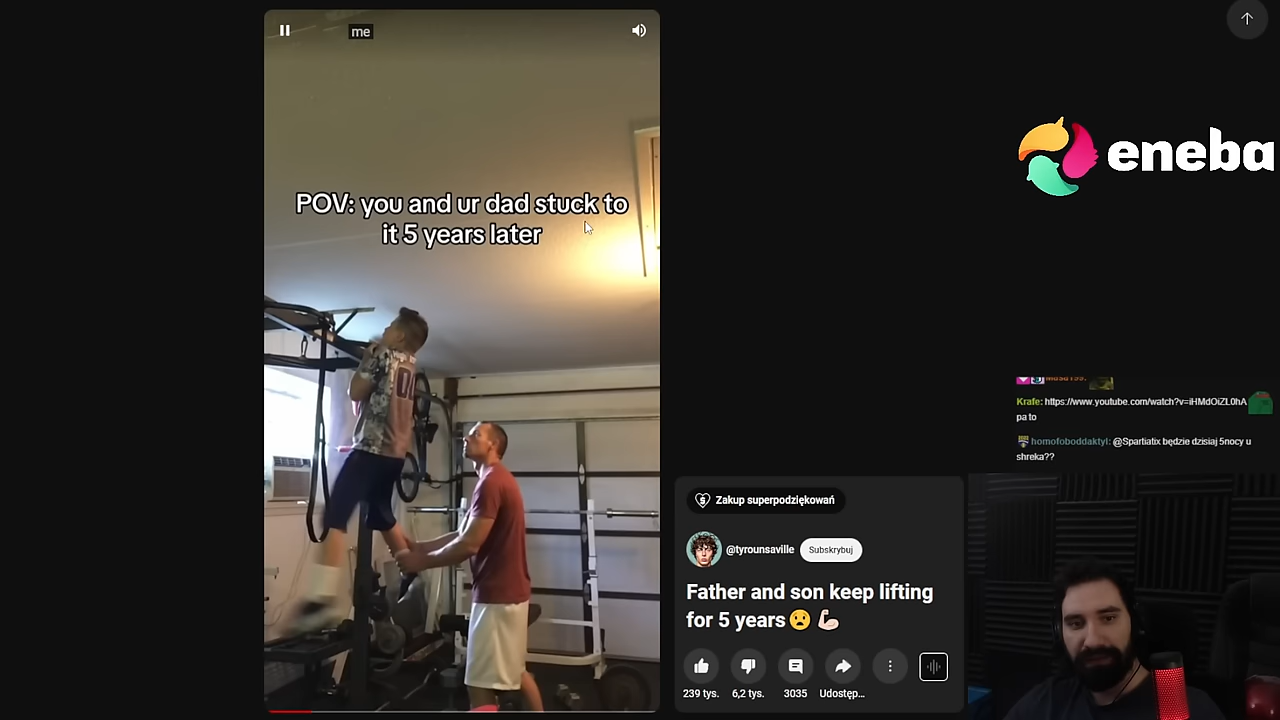 me
POV: you and ur dad stuck to
it 5 years later
eneba
Krafe: https://www.youtube.com/watch?v=iHMdOiZL0hA
pa to
homofoboddaktyl: @Spartiatix będzie dzisiaj 5nocy u
shreka??
Zakup superpodziękowań
@tyrounsaville
Subskrybuj
Father and son keep lifting
for 5 years😧 💪🏻
239 tys.
6,2 tys.
3035
Udostęp...